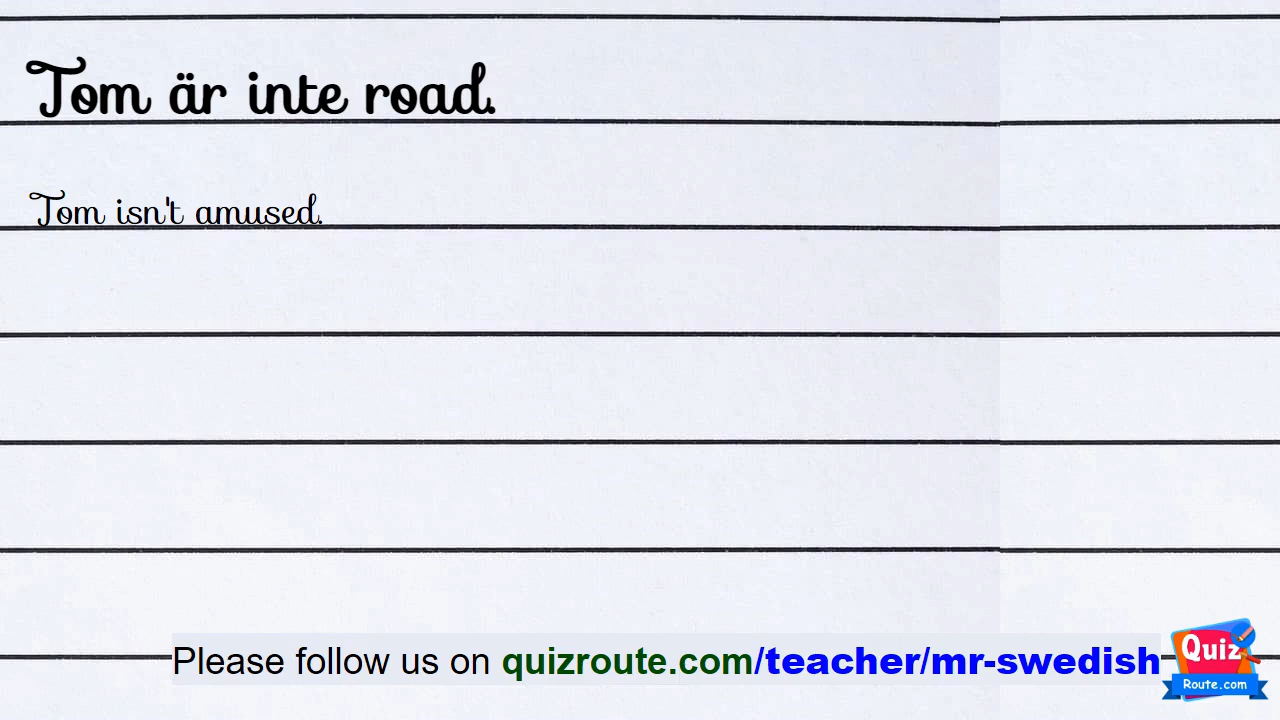 Tom är inte road.
Tom isn't amused.
Please follow us on quizroute.com/teacher/mr-swedish
Quiz
Route.com